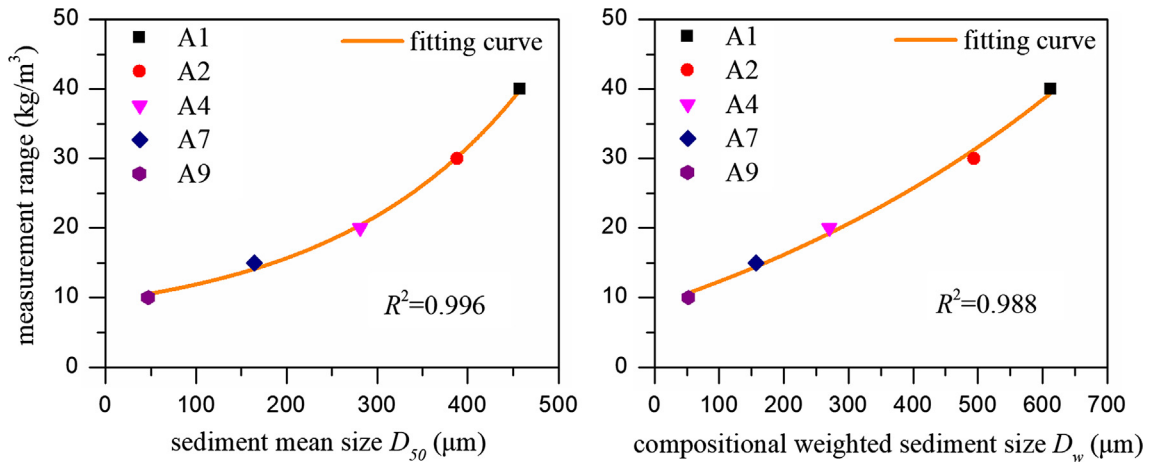 measurement range (kg/m³)
50
40
30
20
10
0
A1
A2
A4
A7
A9
fitting curve
R²=0.996
0
100
200
300
400
500
sediment mean size D₅₀ (μm)
50
40
30
20
10
0
fitting curve
A1
A2
A4
A7
A9
R²=0.988
0
100
200
300
400
500
600
700
compositional weighted sediment size D_w (μm)